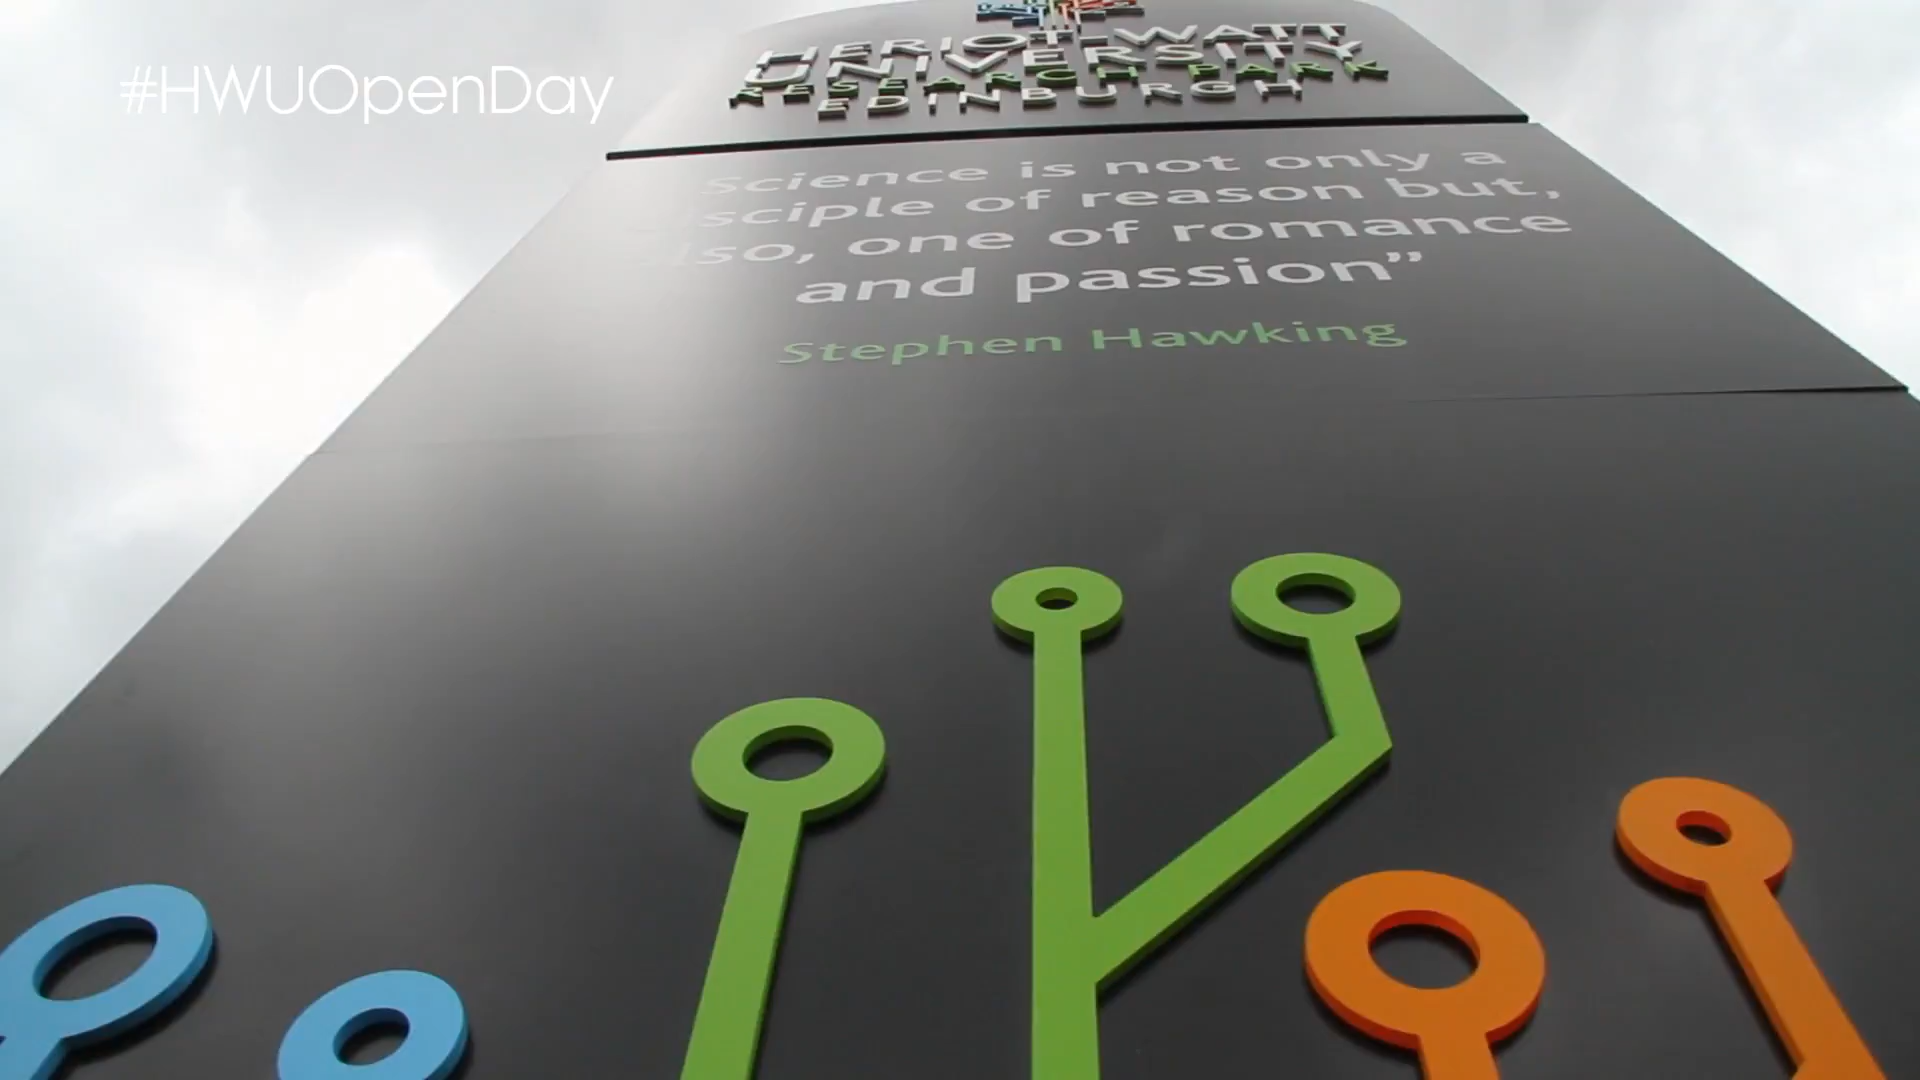 #HWUOpenDay
HERIOT-WATT
UNIVERSITY
RESEARCH PARK
EDINBURGH
Science is not only a
sciple of reason but,
so, one of romance
and passion”
Stephen Hawking